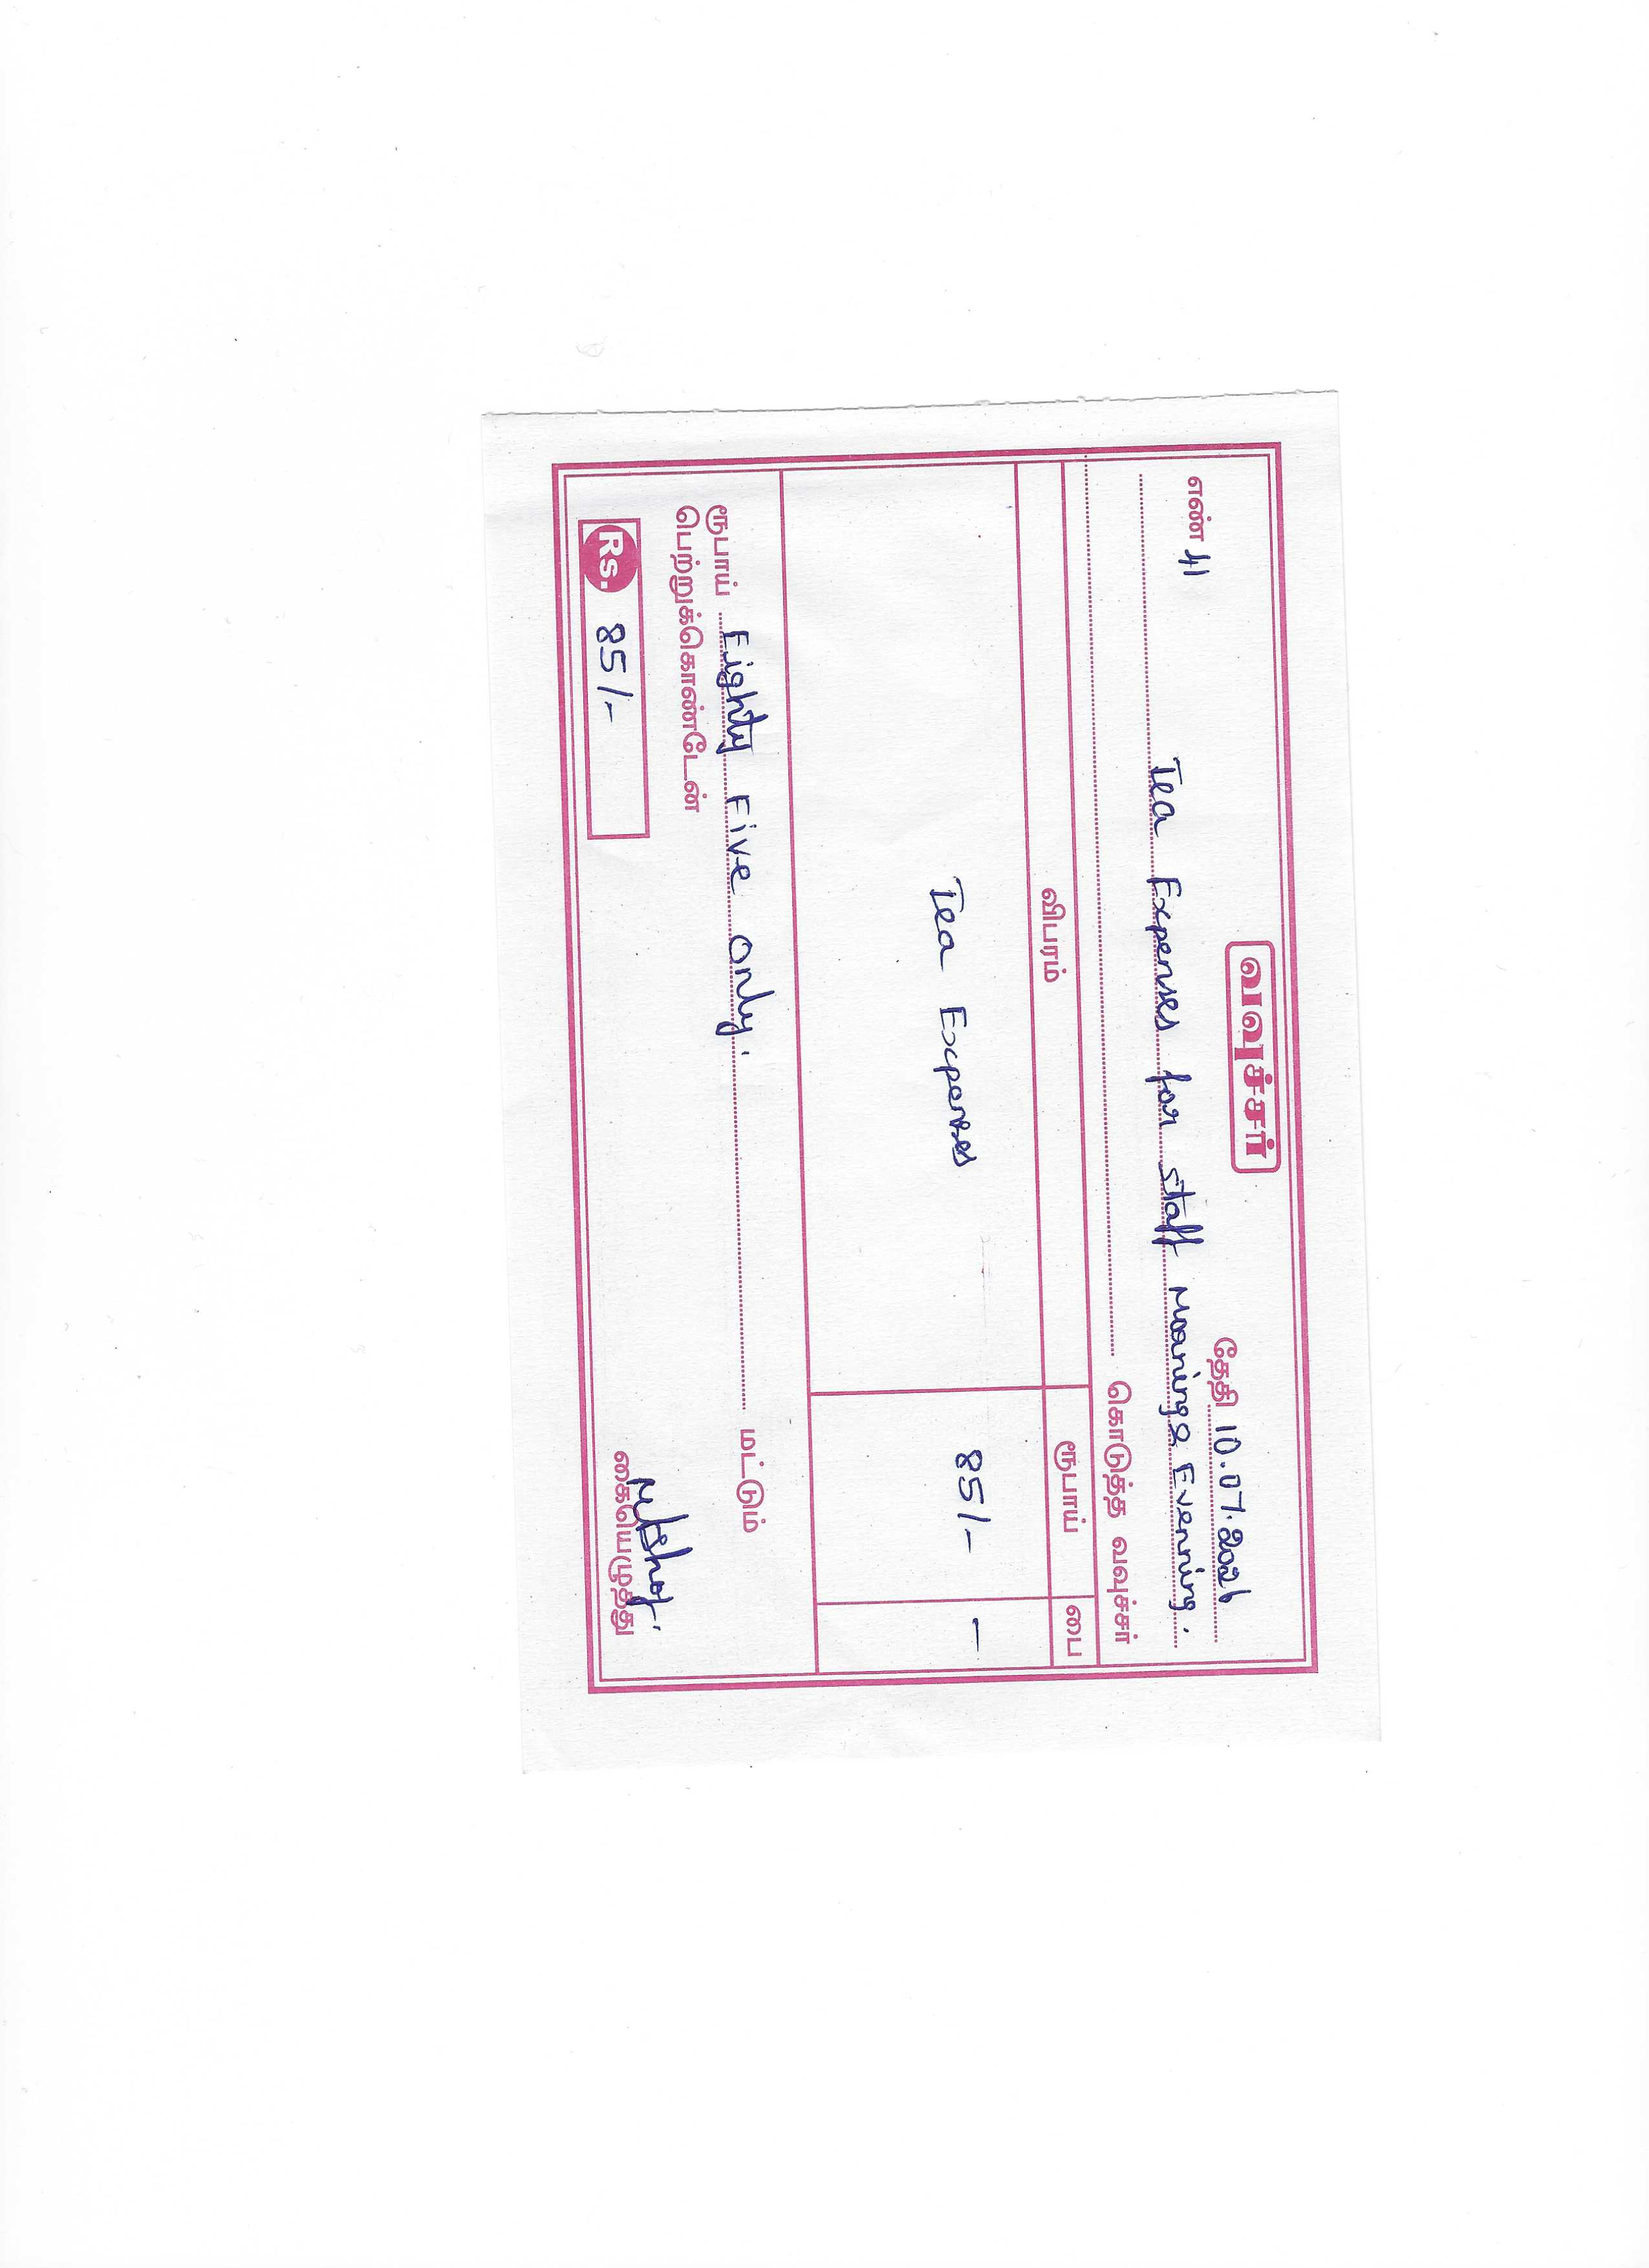 வவுச்சர்
எண் 41 தேதி 10.07.2026
Tea Expenses for staff Morning & Evening.
கொடுத்த வவுச்சர்
விபரம் ரூபாய் பை
Tea Expenses 85/- —
ரூபாய் Eighty Five only. மட்டும்
பெற்றுக்கொண்டேன்
Rs. 85/- கையெழுத்து